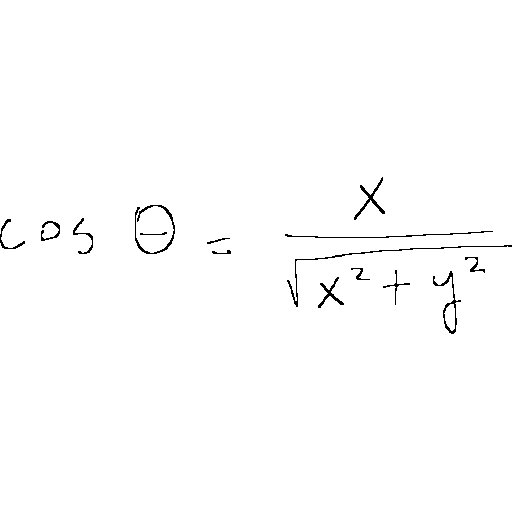 cos θ = x / √(x² + y²)